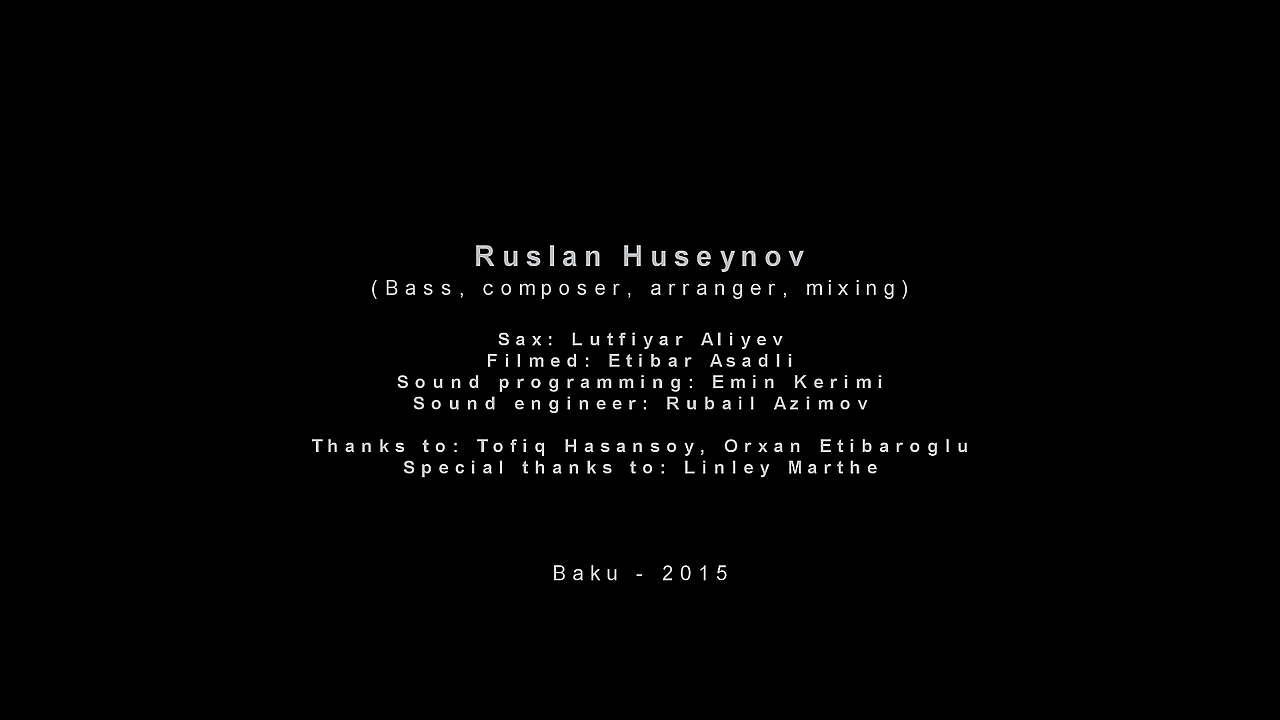 Ruslan Huseynov
(Bass, composer, arranger, mixing)
Sax: Lutfiyar Aliyev
Filmed: Etibar Asadli
Sound programming: Emin Kerimi
Sound engineer: Rubail Azimov
Thanks to: Tofiq Hasansoy, Orxan Etibaroglu
Special thanks to: Linley Marthe
Baku - 2015